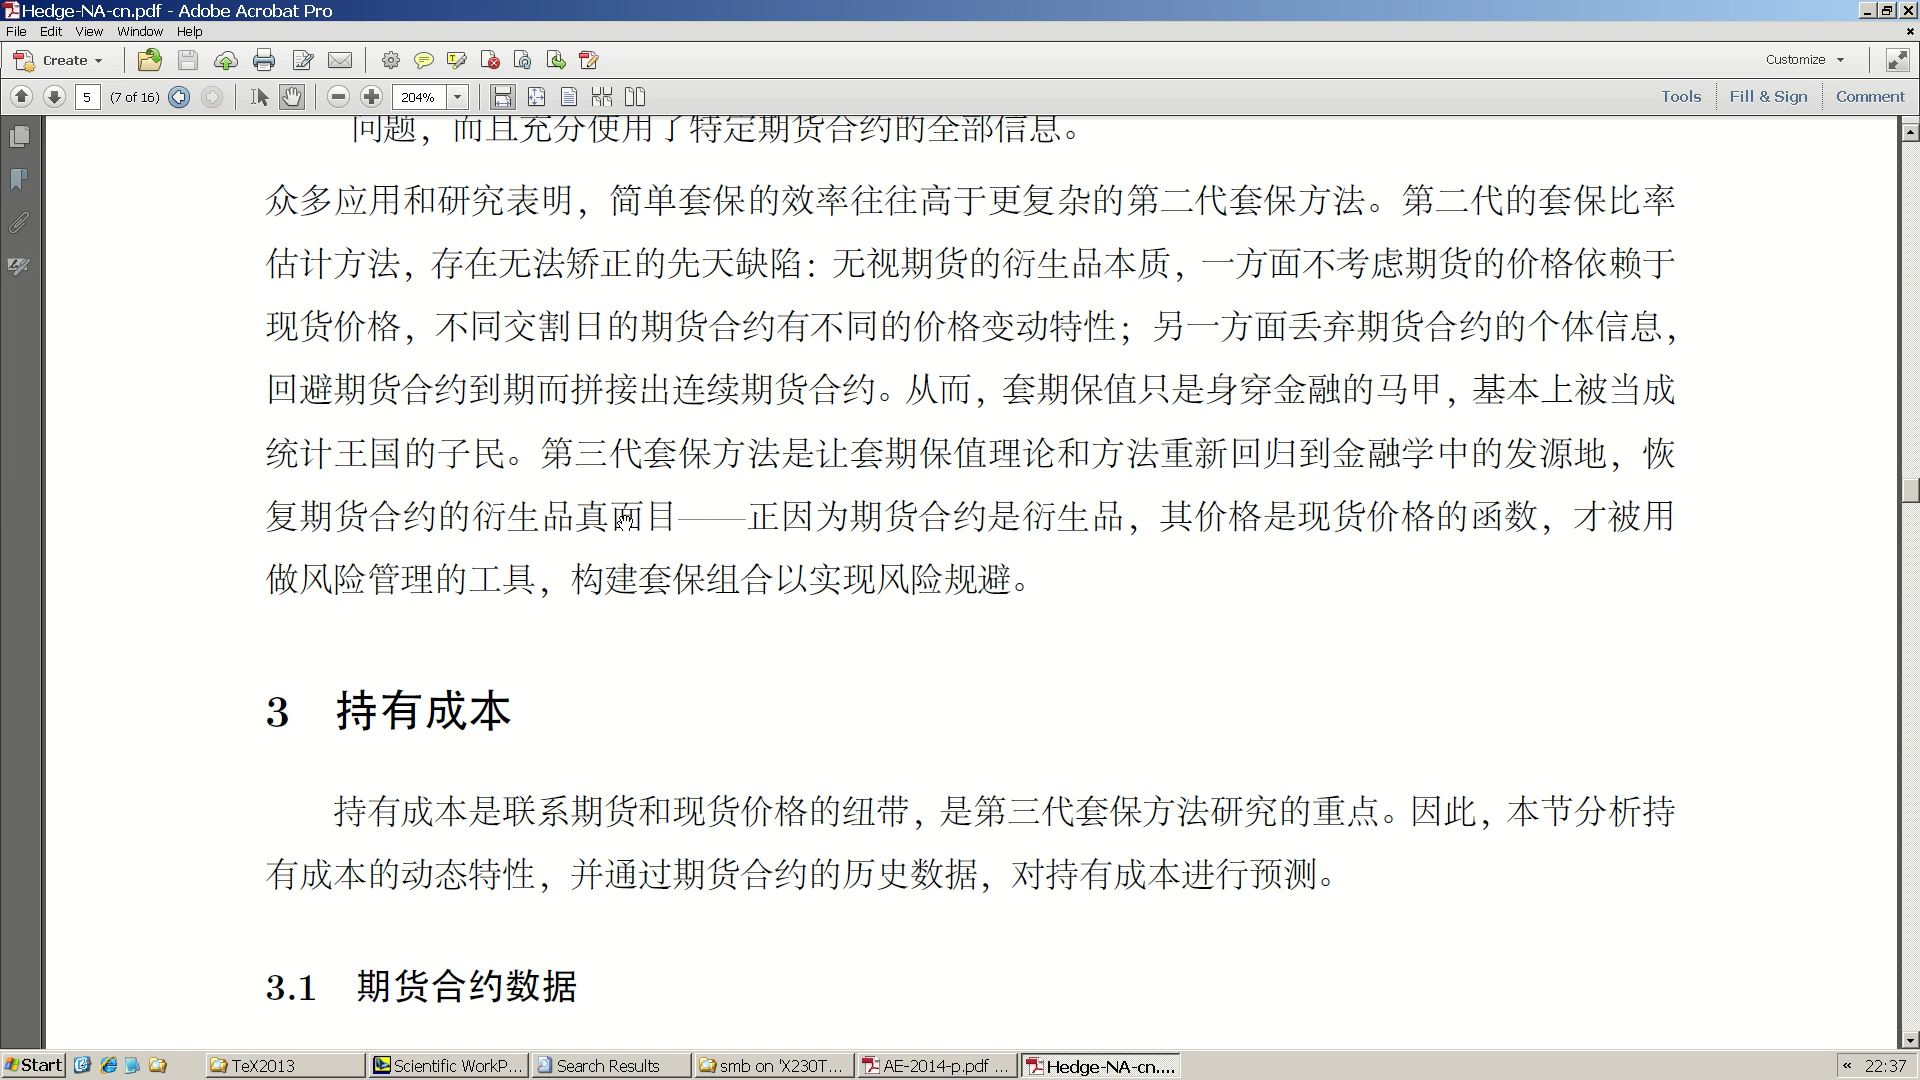 Hedge-NA-cn.pdf - Adobe Acrobat Pro
File Edit View Window Help
Create Customize
5 (7 of 16) 204% Tools Fill & Sign Comment
问题，而且充分使用了特定期货合约的全部信息。
众多应用和研究表明，简单套保的效率往往高于更复杂的第二代套保方法。第二代的套保比率
估计方法，存在无法矫正的先天缺陷：无视期货的衍生品本质，一方面不考虑期货的价格依赖于
现货价格，不同交割日的期货合约有不同的价格变动特性；另一方面丢弃期货合约的个体信息，
回避期货合约到期而拼接出连续期货合约。从而，套期保值只是身穿金融的马甲，基本上被当成
统计王国的子民。第三代套保方法是让套期保值理论和方法重新回归到金融学中的发源地，恢
复期货合约的衍生品真面目——正因为期货合约是衍生品，其价格是现货价格的函数，才被用
做风险管理的工具，构建套保组合以实现风险规避。
3 持有成本
持有成本是联系期货和现货价格的纽带，是第三代套保方法研究的重点。因此，本节分析持
有成本的动态特性，并通过期货合约的历史数据，对持有成本进行预测。
3.1 期货合约数据
Start TeX2013 Scientific WorkP... Search Results smb on 'X230T... AE-2014-p.pdf ... Hedge-NA-cn.... « 22:37